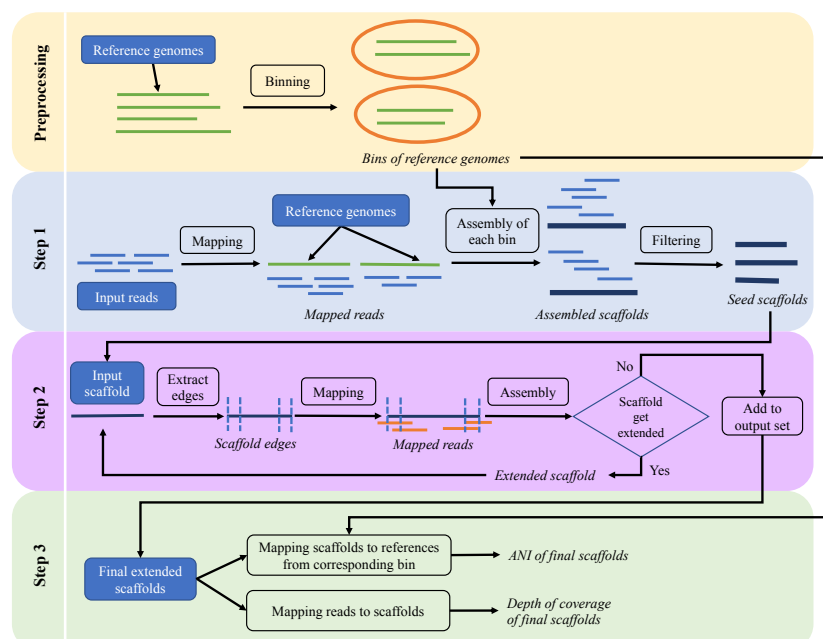 Preprocessing
Reference genomes
Binning
Bins of reference genomes
Step 1
Input reads
Mapping
Reference genomes
Mapped reads
Assembly
of each bin
Assembled scaffolds
Filtering
Seed scaffolds
Step 2
Input
scaffold
Extract
edges
Scaffold edges
Mapping
Mapped reads
Assembly
Scaffold
get
extended
No
Yes
Add to
output set
Extended scaffold
Step 3
Final extended
scaffolds
Mapping scaffolds to references
from corresponding bin
ANI of final scaffolds
Mapping reads to scaffolds
Depth of coverage
of final scaffolds